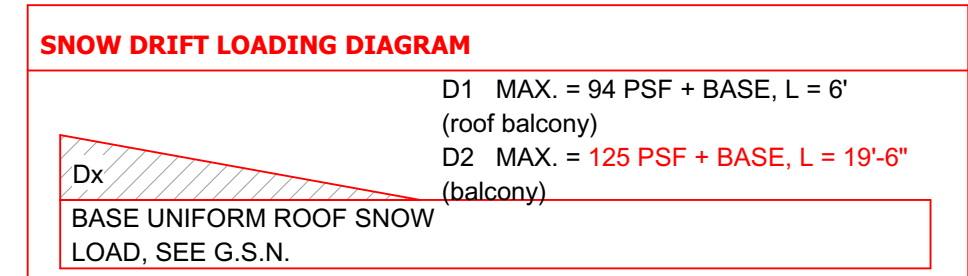 SNOW DRIFT LOADING DIAGRAM
D1 MAX. = 94 PSF + BASE, L = 6'
(roof balcony)
D2 MAX. = 125 PSF + BASE, L = 19'-6"
(balcony)
Dx
BASE UNIFORM ROOF SNOW
LOAD, SEE G.S.N.